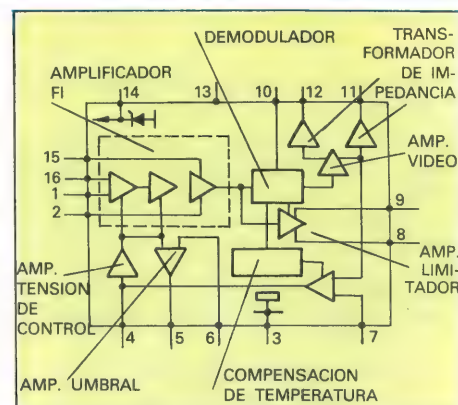 TRANS-
FORMADOR
DE IM-
PEDANCIA
DEMODULADOR
AMPLIFICADOR
FI
14
13
10
12
11
15
16
1
2
AMP.
VIDEO
9
8
AMP.
LIMI-
TADOR
AMP.
TENSION
DE
CONTROL
4
5
6
3
7
AMP. UMBRAL
COMPENSACION
DE TEMPERATURA